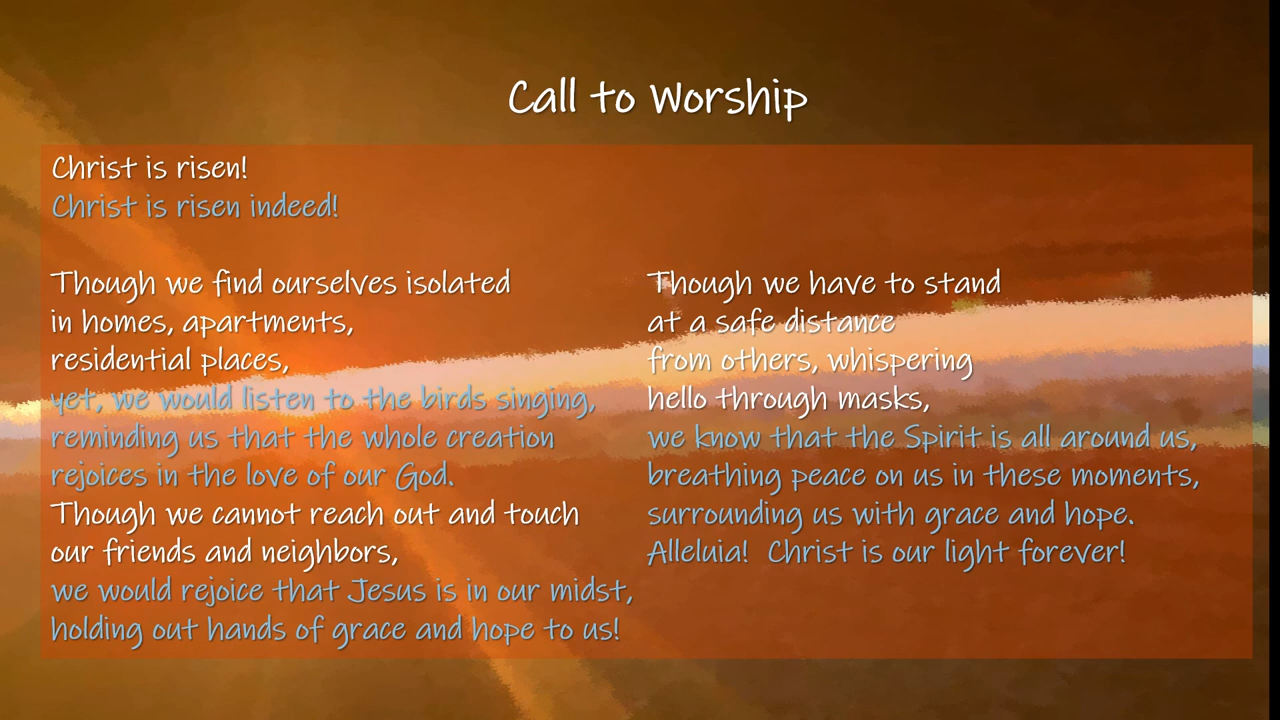 Call to Worship
Christ is risen!
Christ is risen indeed!
Though we find ourselves isolated
in homes, apartments,
residential places,
yet, we would listen to the birds singing,
reminding us that the whole creation
rejoices in the love of our God.
Though we cannot reach out and touch
our friends and neighbors,
we would rejoice that Jesus is in our midst,
holding out hands of grace and hope to us!
Though we have to stand
at a safe distance
from others, whispering
hello through masks,
we know that the Spirit is all around us,
breathing peace on us in these moments,
surrounding us with grace and hope.
Alleluia!  Christ is our light forever!